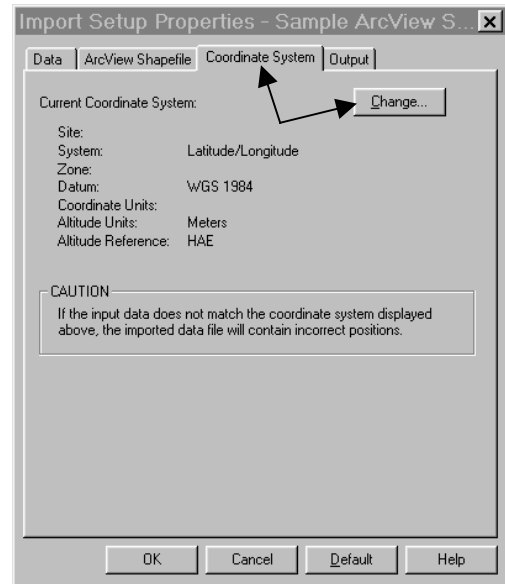 Import Setup Properties - Sample ArcView S...
Data ArcView Shapefile Coordinate System Output
Current Coordinate System: Change...
Site:
System: Latitude/Longitude
Zone:
Datum: WGS 1984
Coordinate Units:
Altitude Units: Meters
Altitude Reference: HAE
CAUTION
If the input data does not match the coordinate system displayed
above, the imported data file will contain incorrect positions.
OK Cancel Default Help